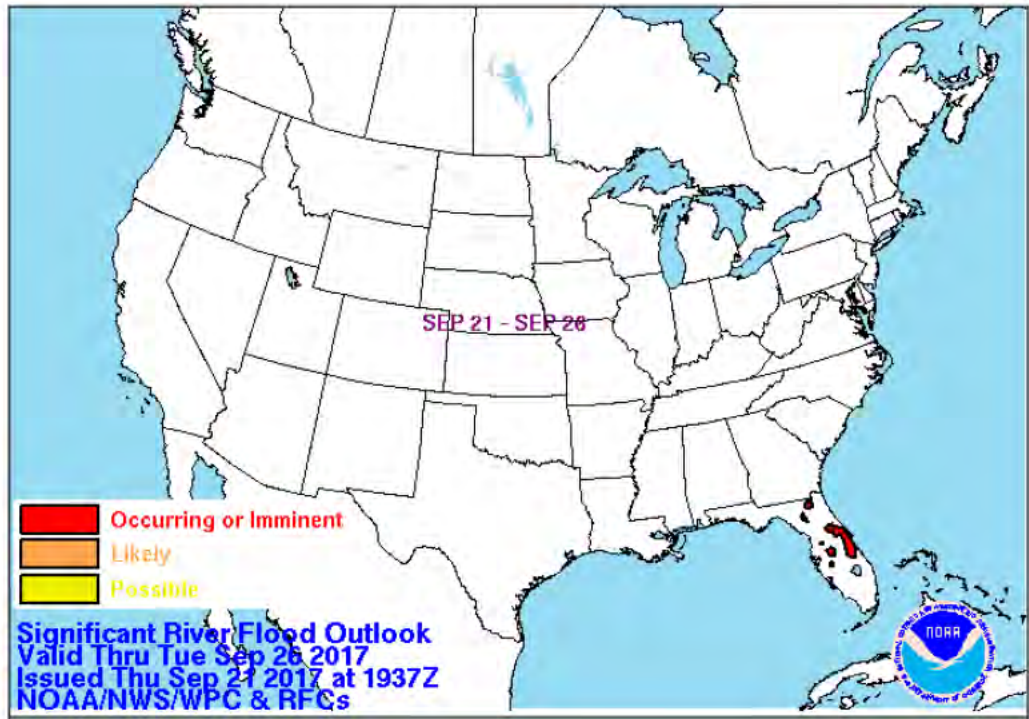 SEP 21 - SEP 26
Occurring or Imminent
Likely
Possible
Significant River Flood Outlook
Valid Thru Tue Sep 26 2017
Issued Thu Sep 21 2017 at 1937Z
NOAA/NWS/WPC & RFCs
NOAA